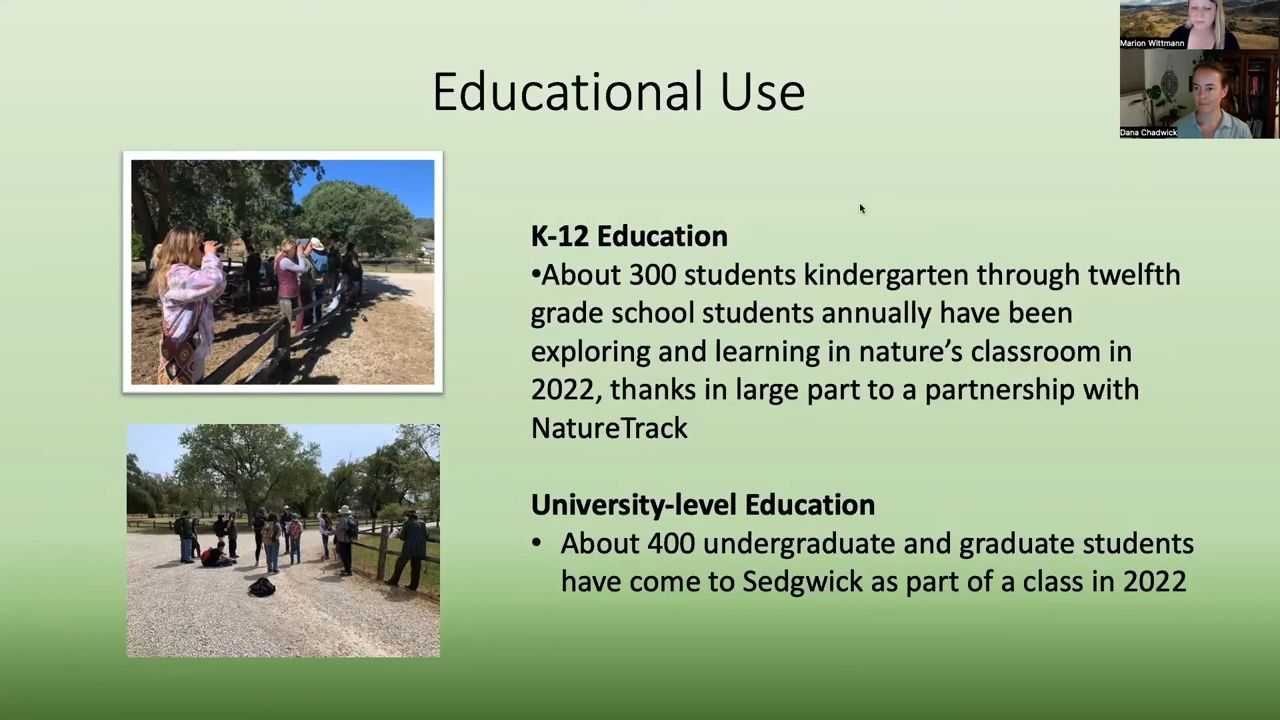 Marion Wittmann
Dana Chadwick
Educational Use
K-12 Education
•About 300 students kindergarten through twelfth
grade school students annually have been
exploring and learning in nature’s classroom in
2022, thanks in large part to a partnership with
NatureTrack
University-level Education
• About 400 undergraduate and graduate students
have come to Sedgwick as part of a class in 2022